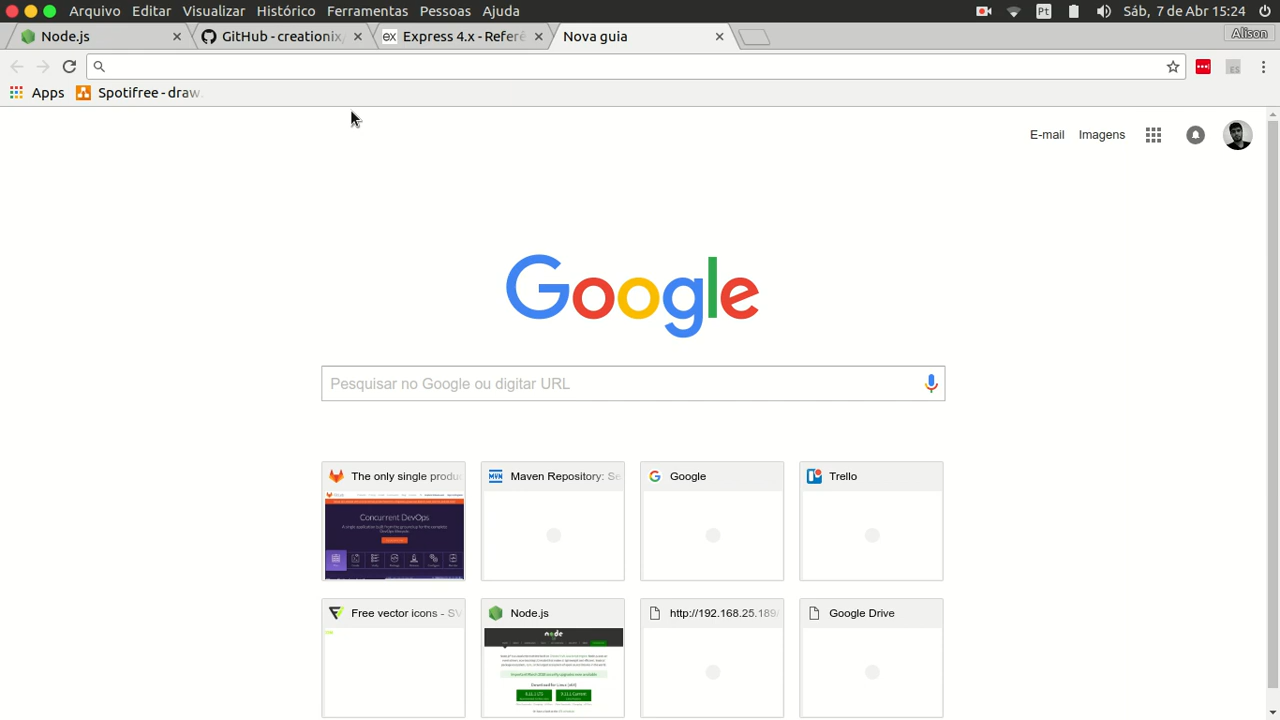 Arquivo Editar Visualizar Histórico Ferramentas Pessoas Ajuda Pt Sáb, 7 de Abr 15:24
Node.js GitHub - creationix/ Express 4.x - Referê Nova guia Alison
Apps Spotifree - draw.
E-mail Imagens
Google
Pesquisar no Google ou digitar URL
The only single produc Maven Repository: Se Google Trello
Concurrent DevOps
Free vector icons - SV Node.js http://192.168.25.189/ Google Drive